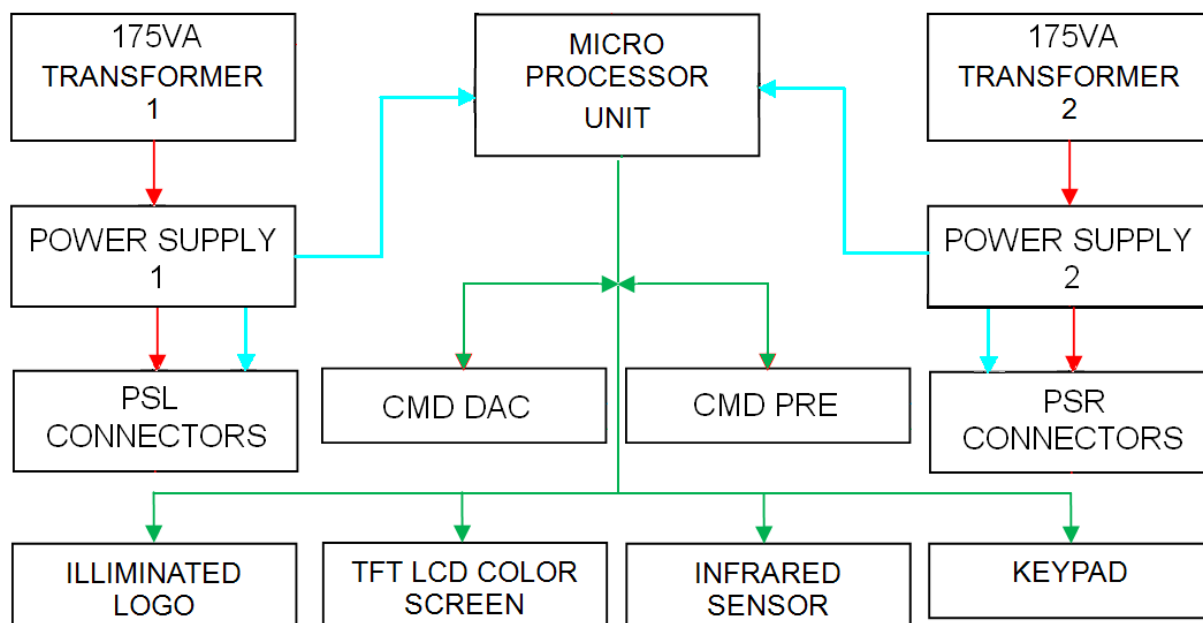 175VA
TRANSFORMER
1
MICRO
PROCESSOR
UNIT
175VA
TRANSFORMER
2
POWER SUPPLY
1
POWER SUPPLY
2
PSL
CONNECTORS
CMD DAC
CMD PRE
PSR
CONNECTORS
ILLIMINATED
LOGO
TFT LCD COLOR
SCREEN
INFRARED
SENSOR
KEYPAD